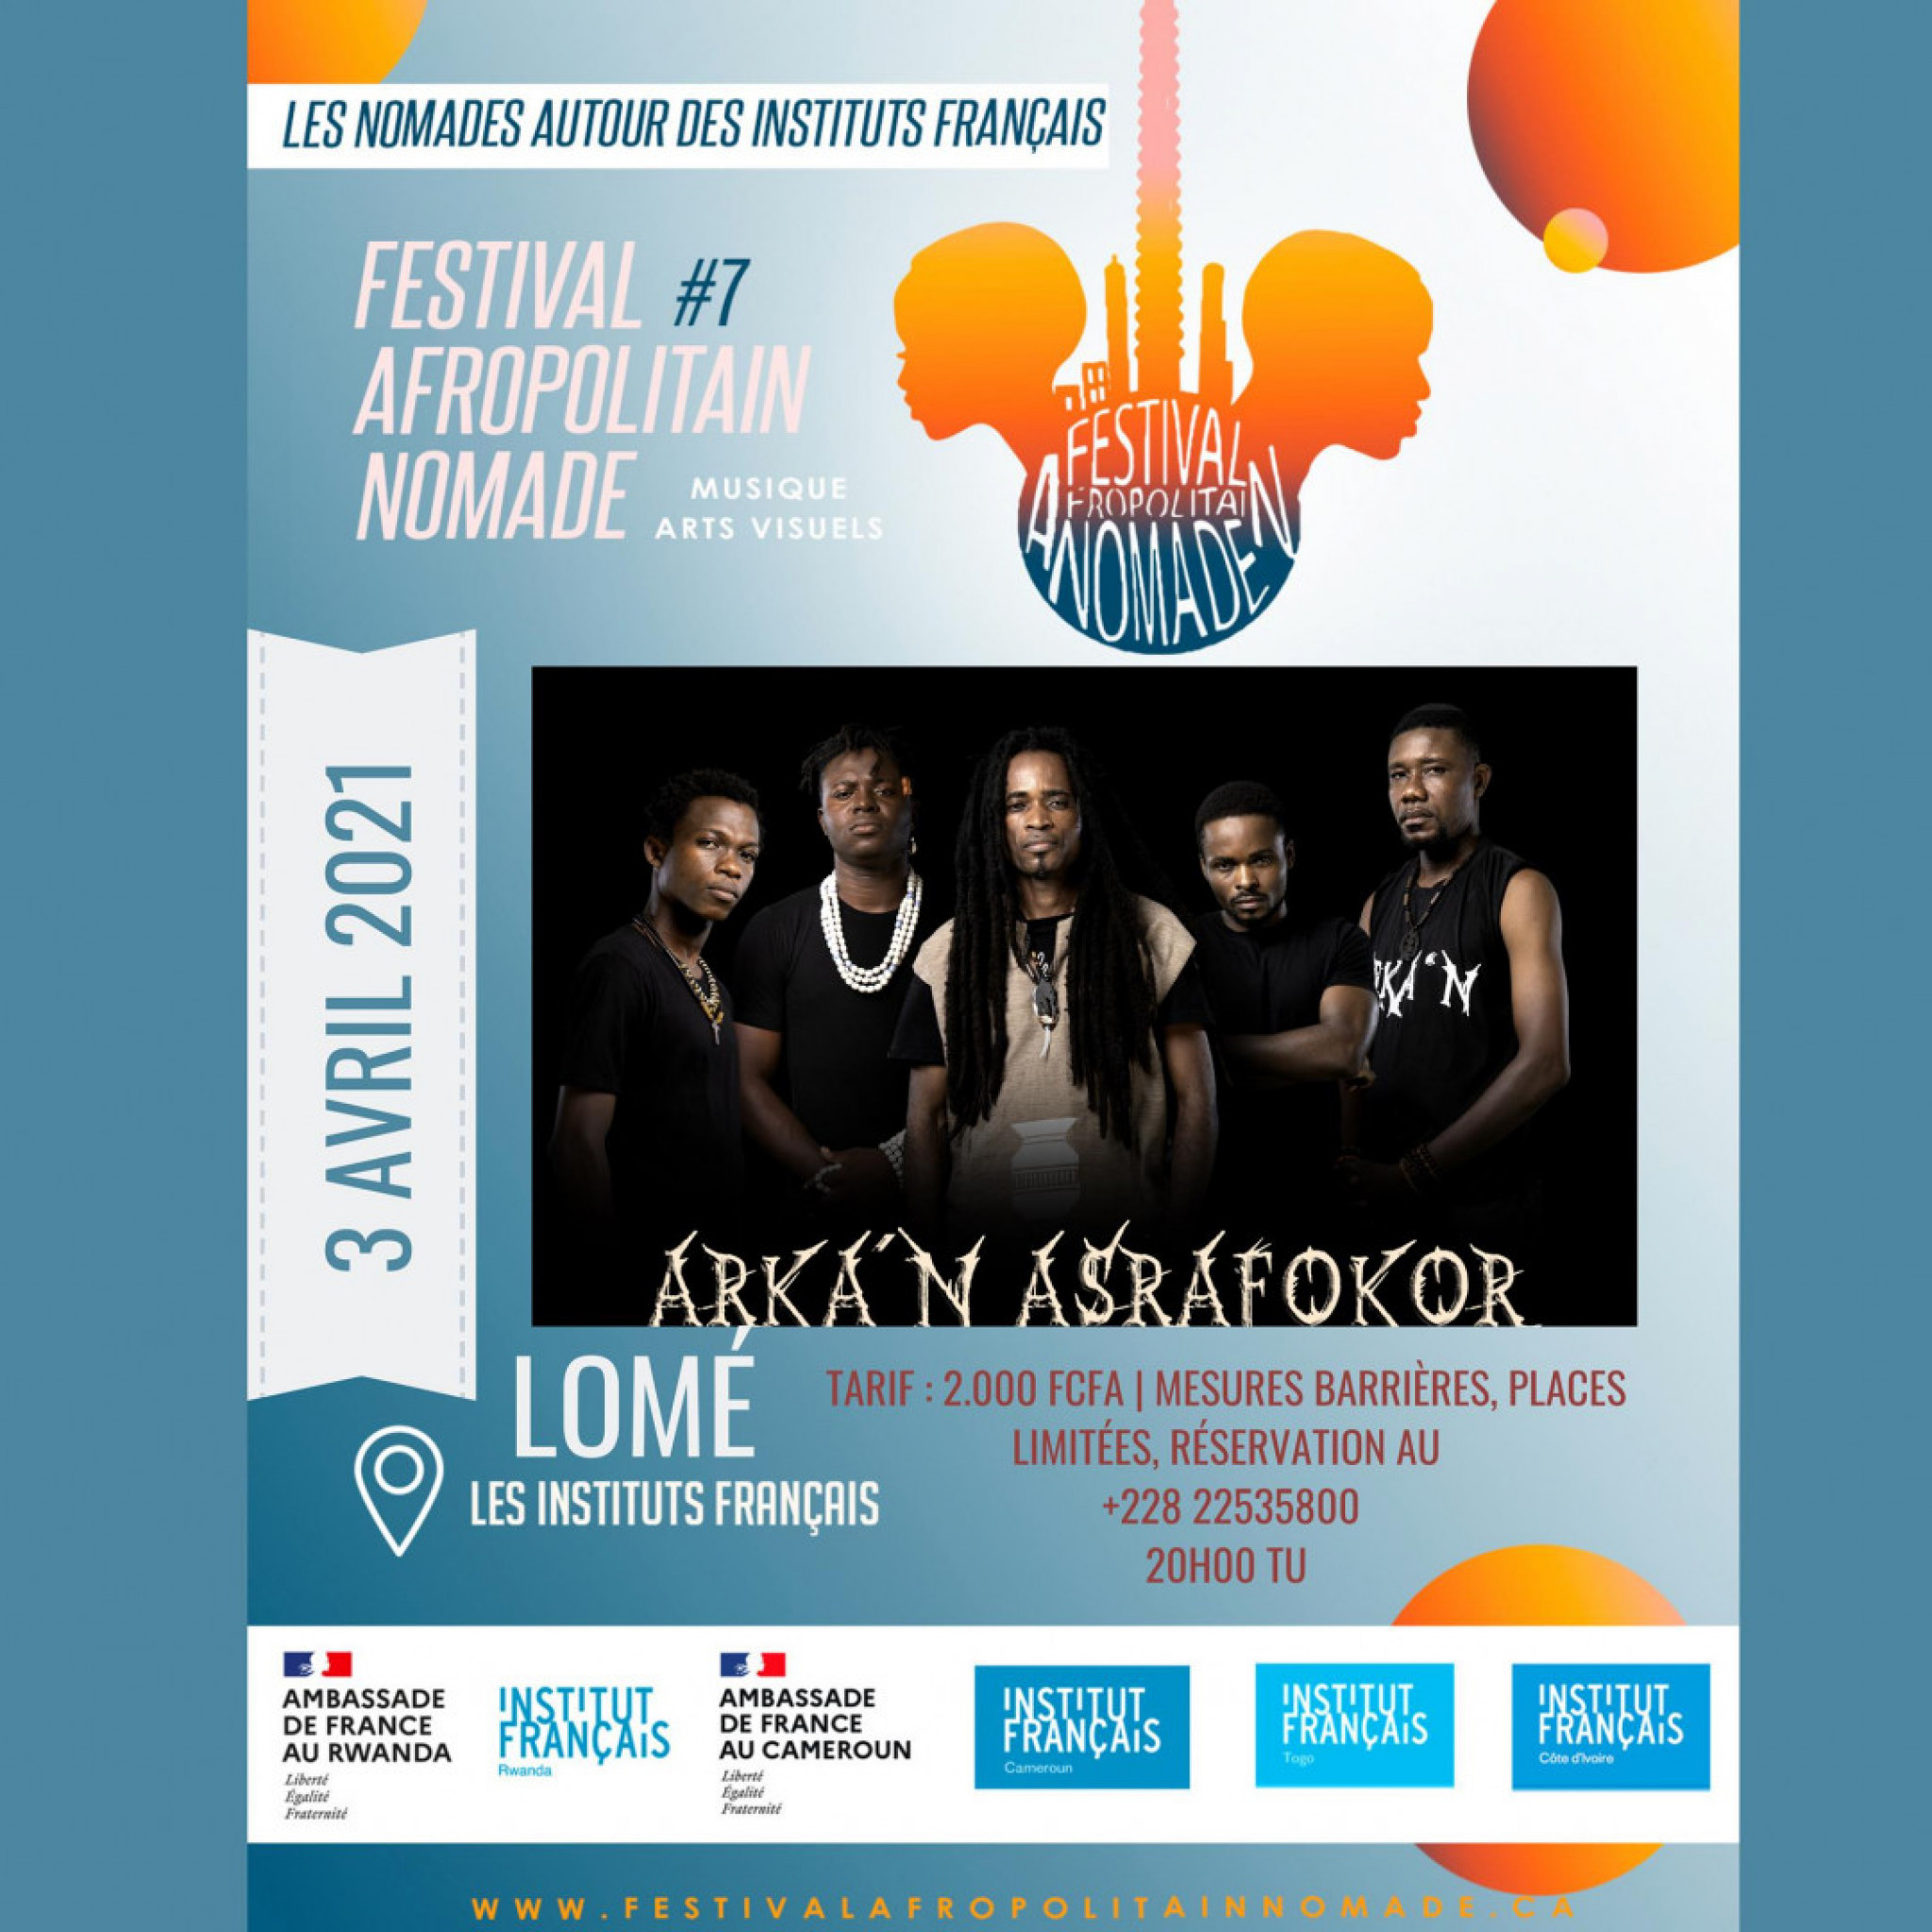 LES NOMADES AUTOUR DES INSTITUTS FRANÇAIS
FESTIVAL #7
AFROPOLITAIN
NOMADE
MUSIQUE
ARTS VISUELS
FESTIVAL
AFROPOLITAIN
NOMADE
3 AVRIL 2021
KA'N
ARKA'N ASRAFOKOR
LOMÉ
LES INSTITUTS FRANÇAIS
TARIF : 2.000 FCFA | MESURES BARRIÈRES, PLACES
LIMITÉES, RÉSERVATION AU
+228 22535800
20H00 TU
AMBASSADE
DE FRANCE
AU RWANDA
Liberté
Égalité
Fraternité
INSTITUT
FRANÇAIS
Rwanda
AMBASSADE
DE FRANCE
AU CAMEROUN
Liberté
Égalité
Fraternité
INSTITUT
FRANÇAIS
Cameroun
INSTITUT
FRANÇAIS
Togo
INSTITUT
FRANÇAIS
Côte d'Ivoire
WWW.FESTIVALAFROPOLITAINNOMADE.CA